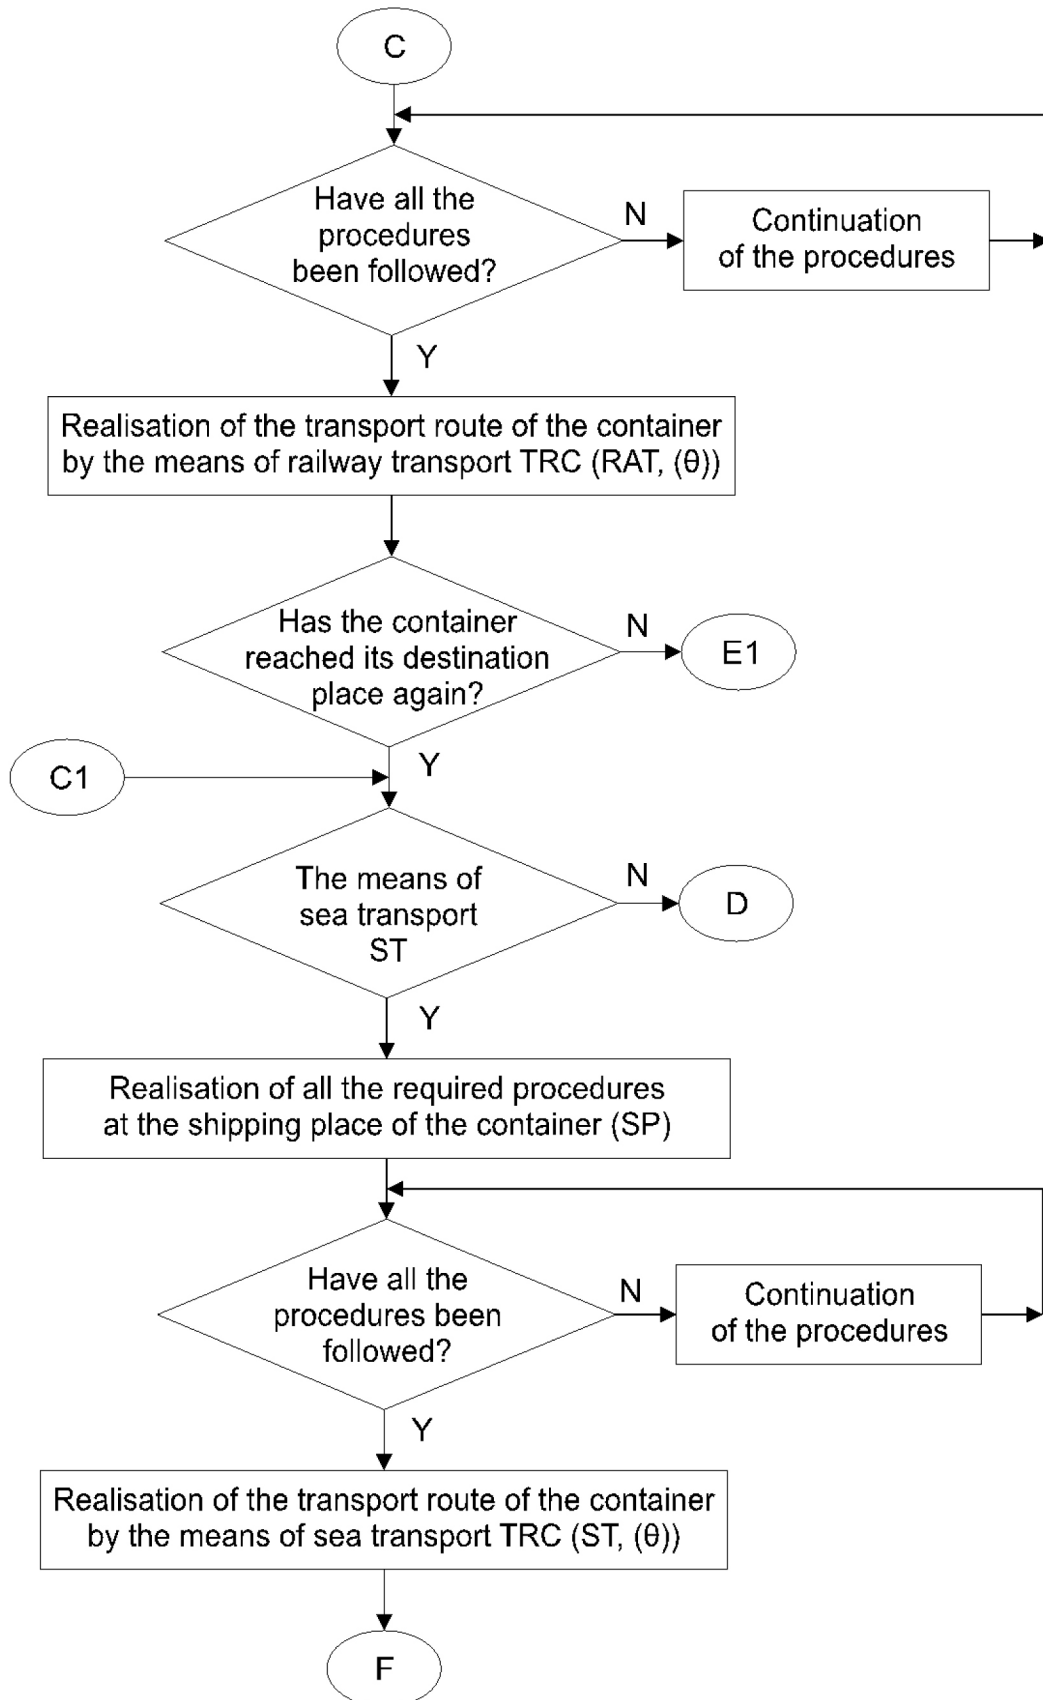 C
Have all the
procedures
been followed?
N
Continuation
of the procedures
Y
Realisation of the transport route of the container
by the means of railway transport TRC (RAT, (θ))
Has the container
reached its destination
place again?
N
E1
Y
C1
The means of
sea transport
ST
N
D
Y
Realisation of all the required procedures
at the shipping place of the container (SP)
Have all the
procedures been
followed?
N
Continuation
of the procedures
Y
Realisation of the transport route of the container
by the means of sea transport TRC (ST, (θ))
F